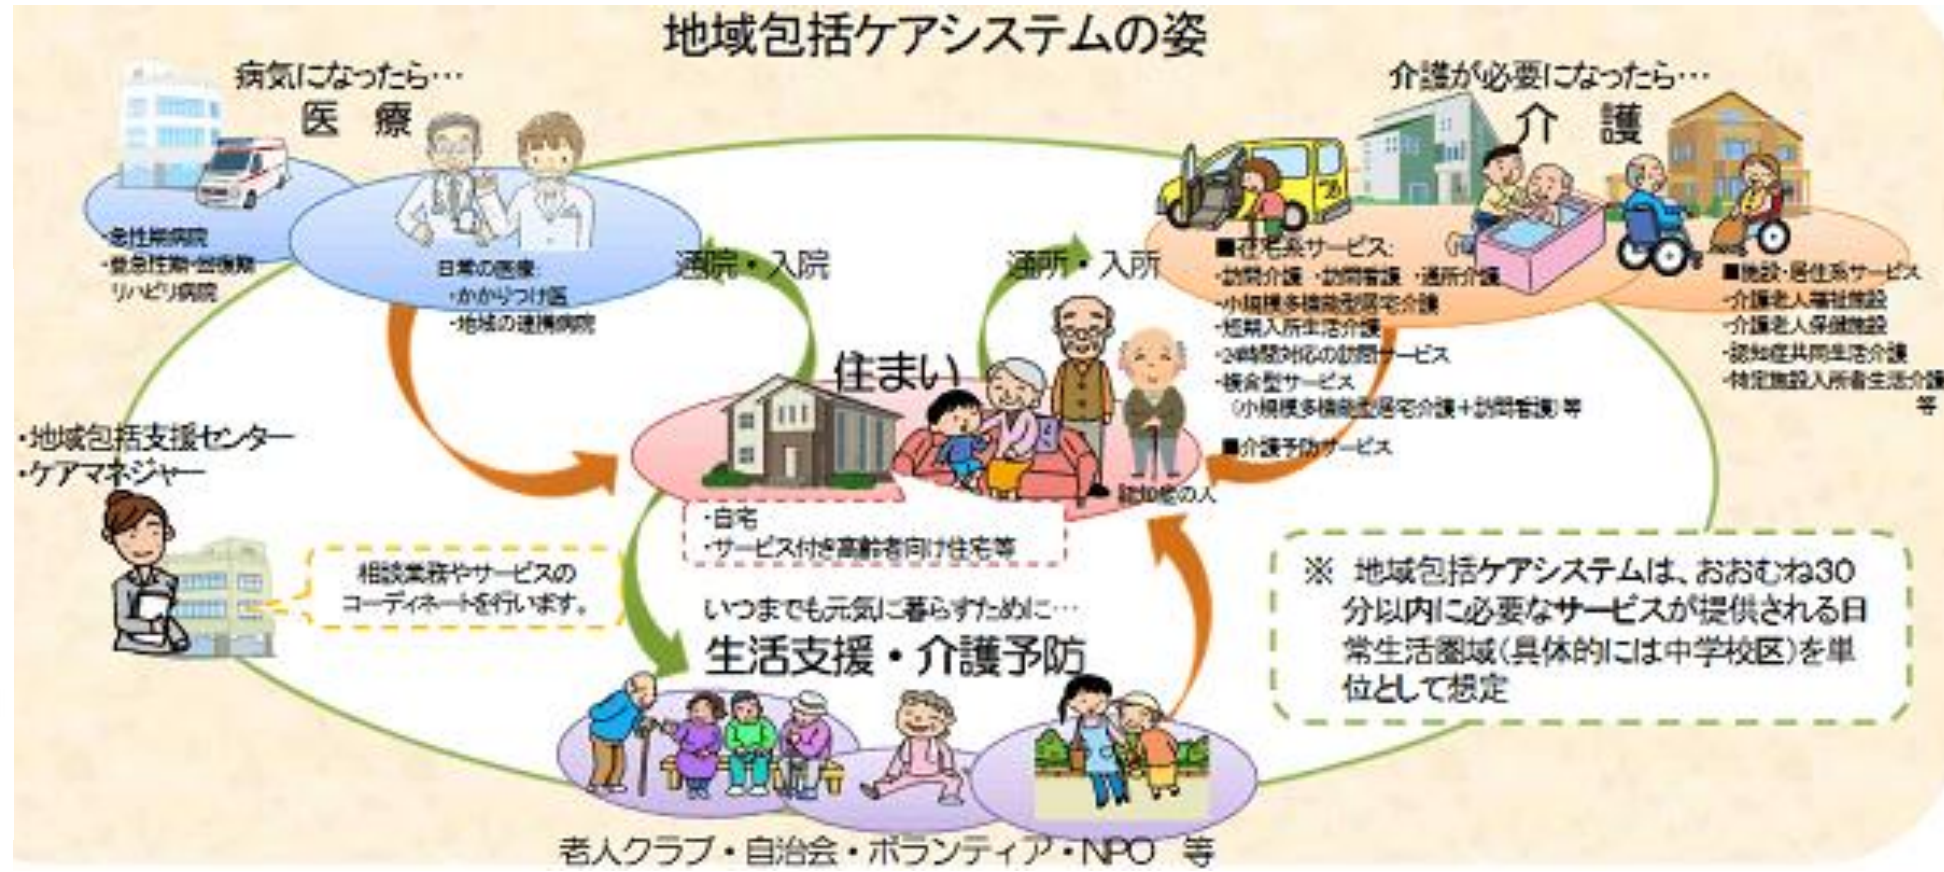 地域包括ケアシステムの姿
病気になったら…
医 療
・急性期病院
・亜急性期・回復期
リハビリ病院
日常の医療:
・かかりつけ医
・地域の連携病院
通院・入院
通所・入所
介護が必要になったら…
介 護
■在宅系サービス:
・訪問介護 ・訪問看護 ・通所介護
・小規模多機能型居宅介護
・短期入所生活介護
・24時間対応の訪問サービス
・複合型サービス
(小規模多機能型居宅介護+訪問看護)等
■介護予防サービス
■施設・居住系サービス
・介護老人福祉施設
・介護老人保健施設
・認知症共同生活介護
・特定施設入所者生活介護
等
住まい
認知症の人
・自宅
・サービス付き高齢者向け住宅等
・地域包括支援センター
・ケアマネジャー
相談業務やサービスの
コーディネートを行います。
いつまでも元気に暮らすために…
生活支援・介護予防
老人クラブ・自治会・ボランティア・NPO 等
※ 地域包括ケアシステムは、おおむね30
分以内に必要なサービスが提供される日
常生活圏域(具体的には中学校区)を単
位として想定